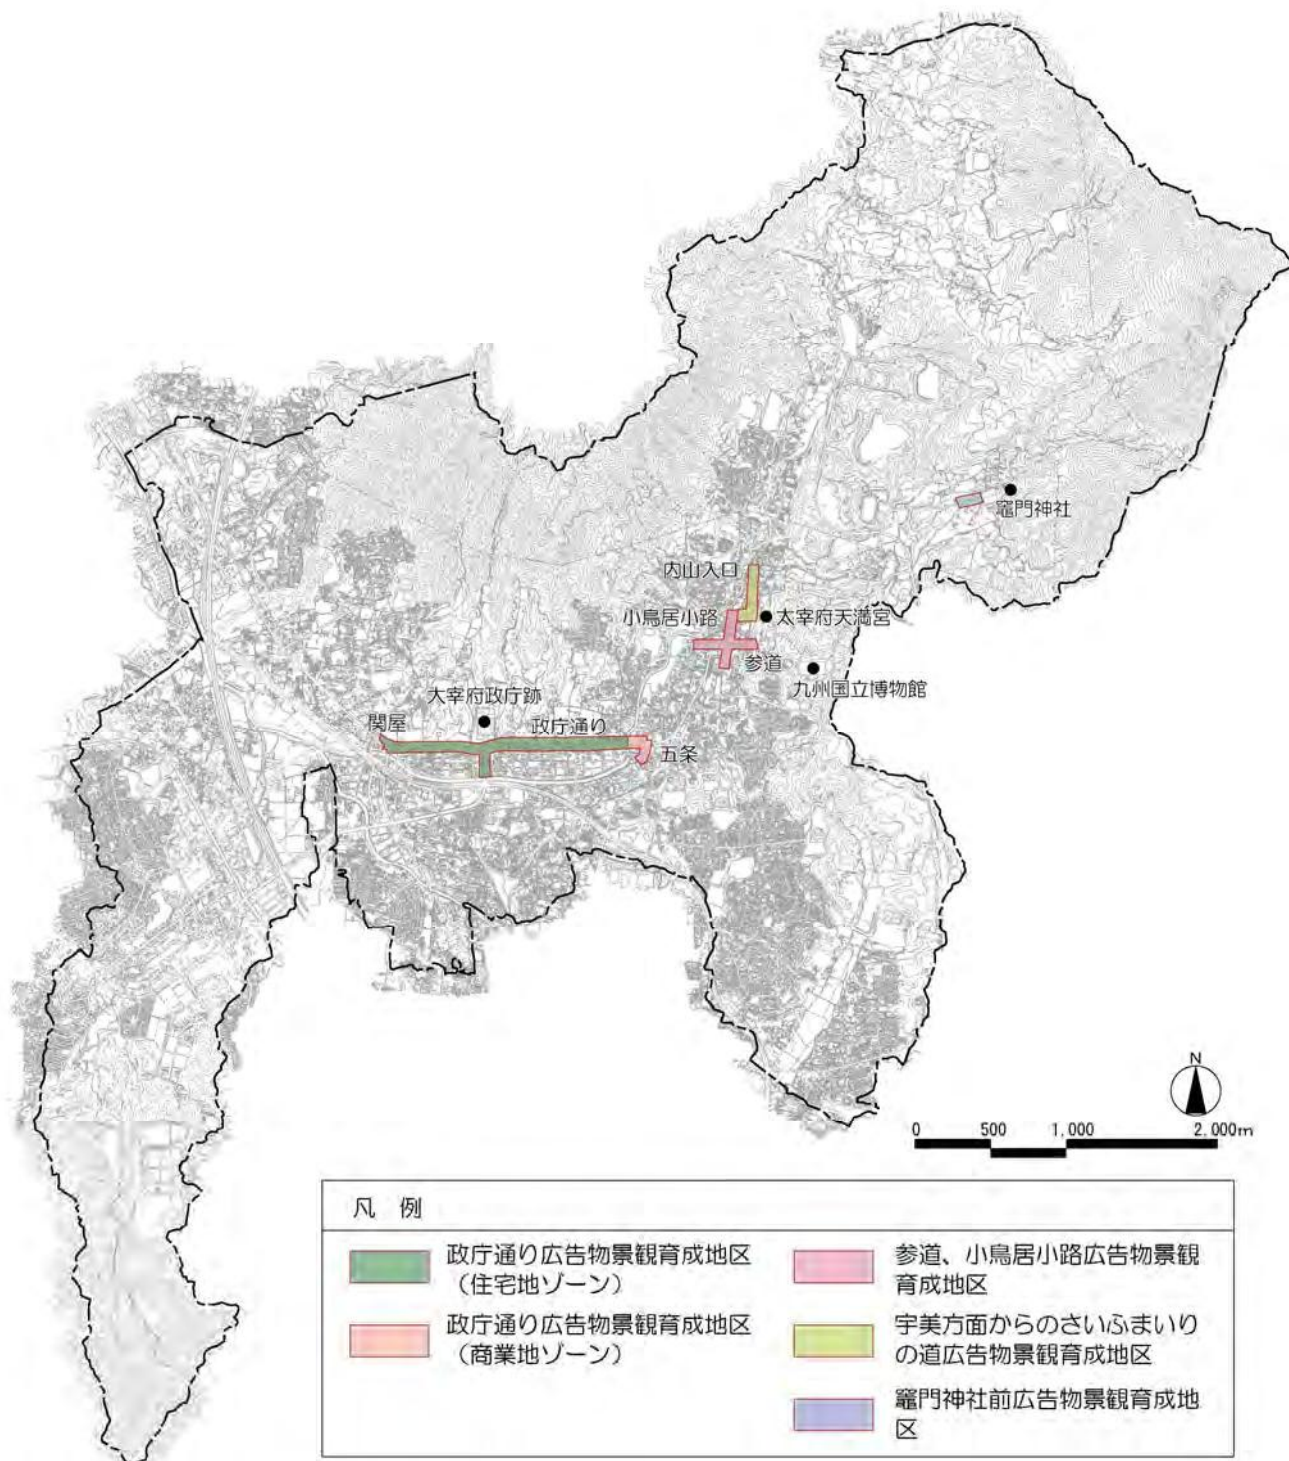 竈門神社
内山入口
小鳥居小路
太宰府天満宮
参道
九州国立博物館
大宰府政庁跡
関屋
政庁通り
五条
N
0 500 1,000 2,000m
凡 例
政庁通り広告物景観育成地区
（住宅地ゾーン）
政庁通り広告物景観育成地区
（商業地ゾーン）
参道、小鳥居小路広告物景観
育成地区
宇美方面からのさいふまいり
の道広告物景観育成地区
竈門神社前広告物景観育成地
区